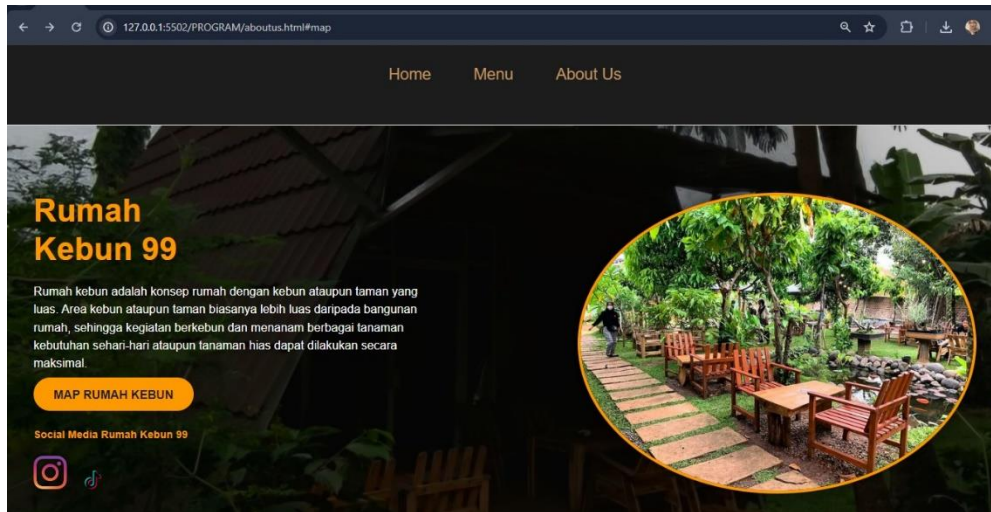 127.0.0.1:5502/PROGRAM/aboutus.html#map
Home Menu About Us
Rumah
Kebun 99
Rumah kebun adalah konsep rumah dengan kebun ataupun taman yang
luas. Area kebun ataupun taman biasanya lebih luas daripada bangunan
rumah, sehingga kegiatan berkebun dan menanam berbagai tanaman
kebutuhan sehari-hari ataupun tanaman hias dapat dilakukan secara
maksimal.
MAP RUMAH KEBUN
Social Media Rumah Kebun 99